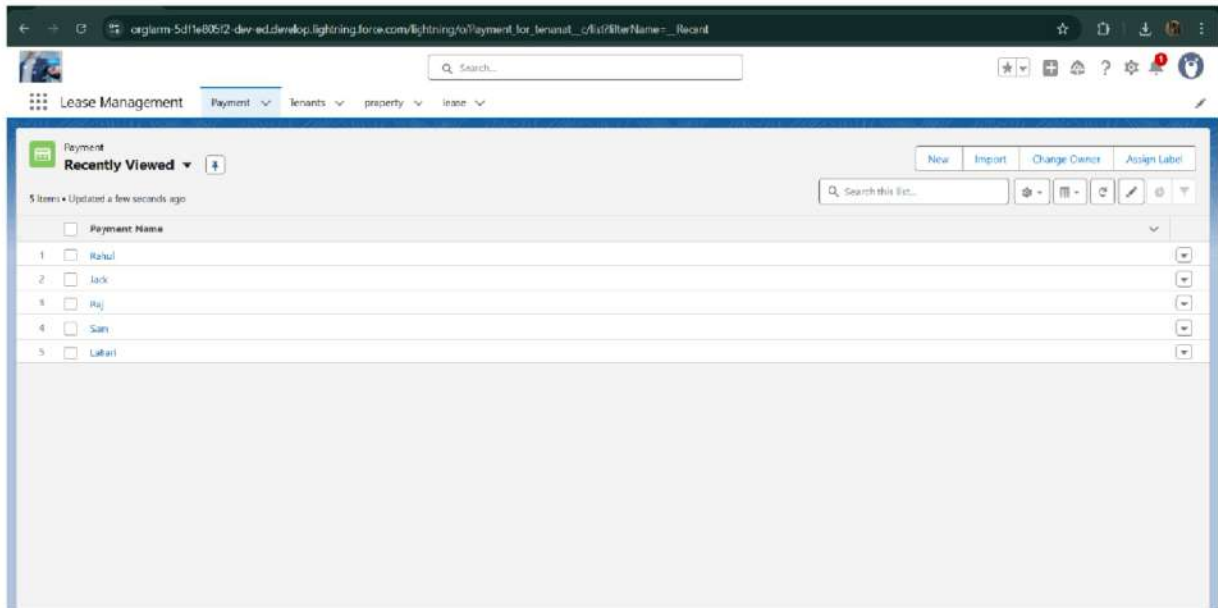 orgfarm-5df1e805f2-dev-ed.develop.lightning.force.com/lightning/o/Payment_for_tenanat__c/list?filterName=__Recent
Search...
Lease Management Payment Tenants property lease
Payment
Recently Viewed
New Import Change Owner Assign Label
5 items • Updated a few seconds ago
Search this list...
Payment Name
1 Rahul
2 Jack
3 Raj
4 Sam
5 Lahari